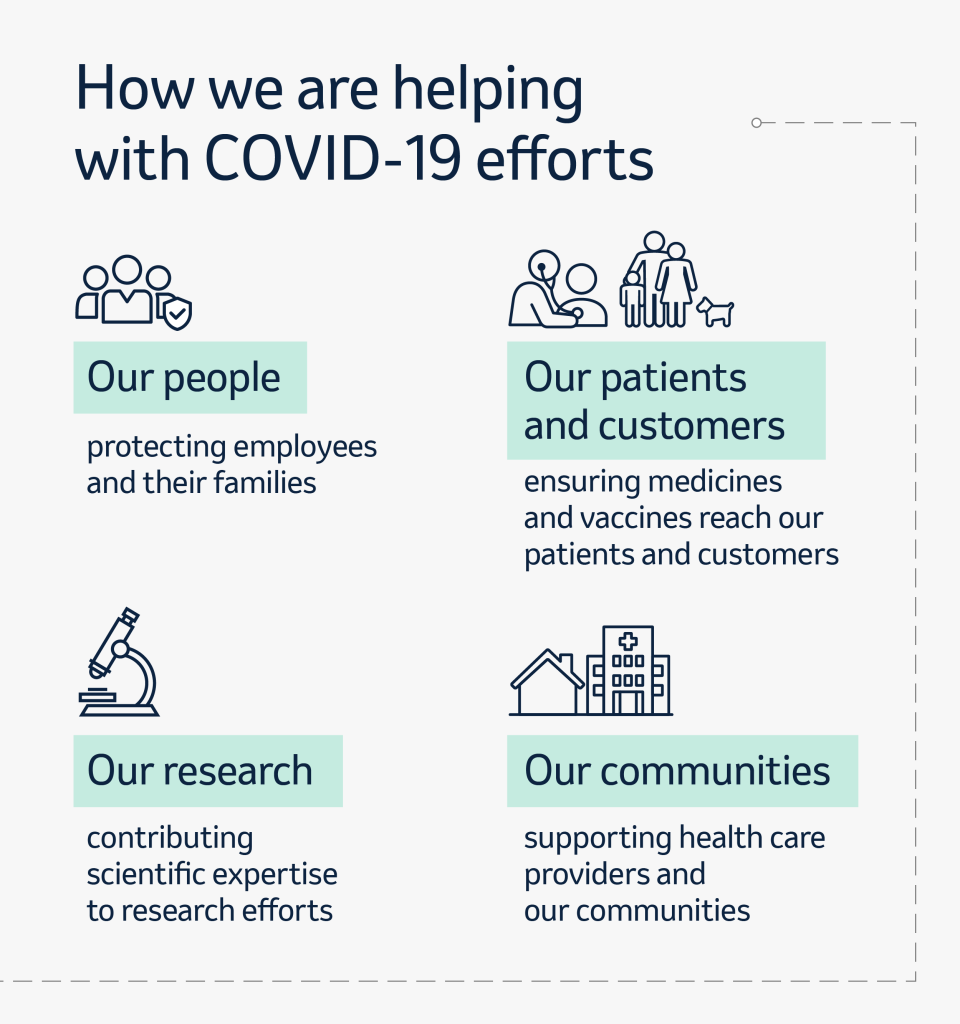 How we are helping
with COVID-19 efforts
Our people
protecting employees
and their families
Our patients
and customers
ensuring medicines
and vaccines reach our
patients and customers
Our research
contributing
scientific expertise
to research efforts
Our communities
supporting health care
providers and
our communities